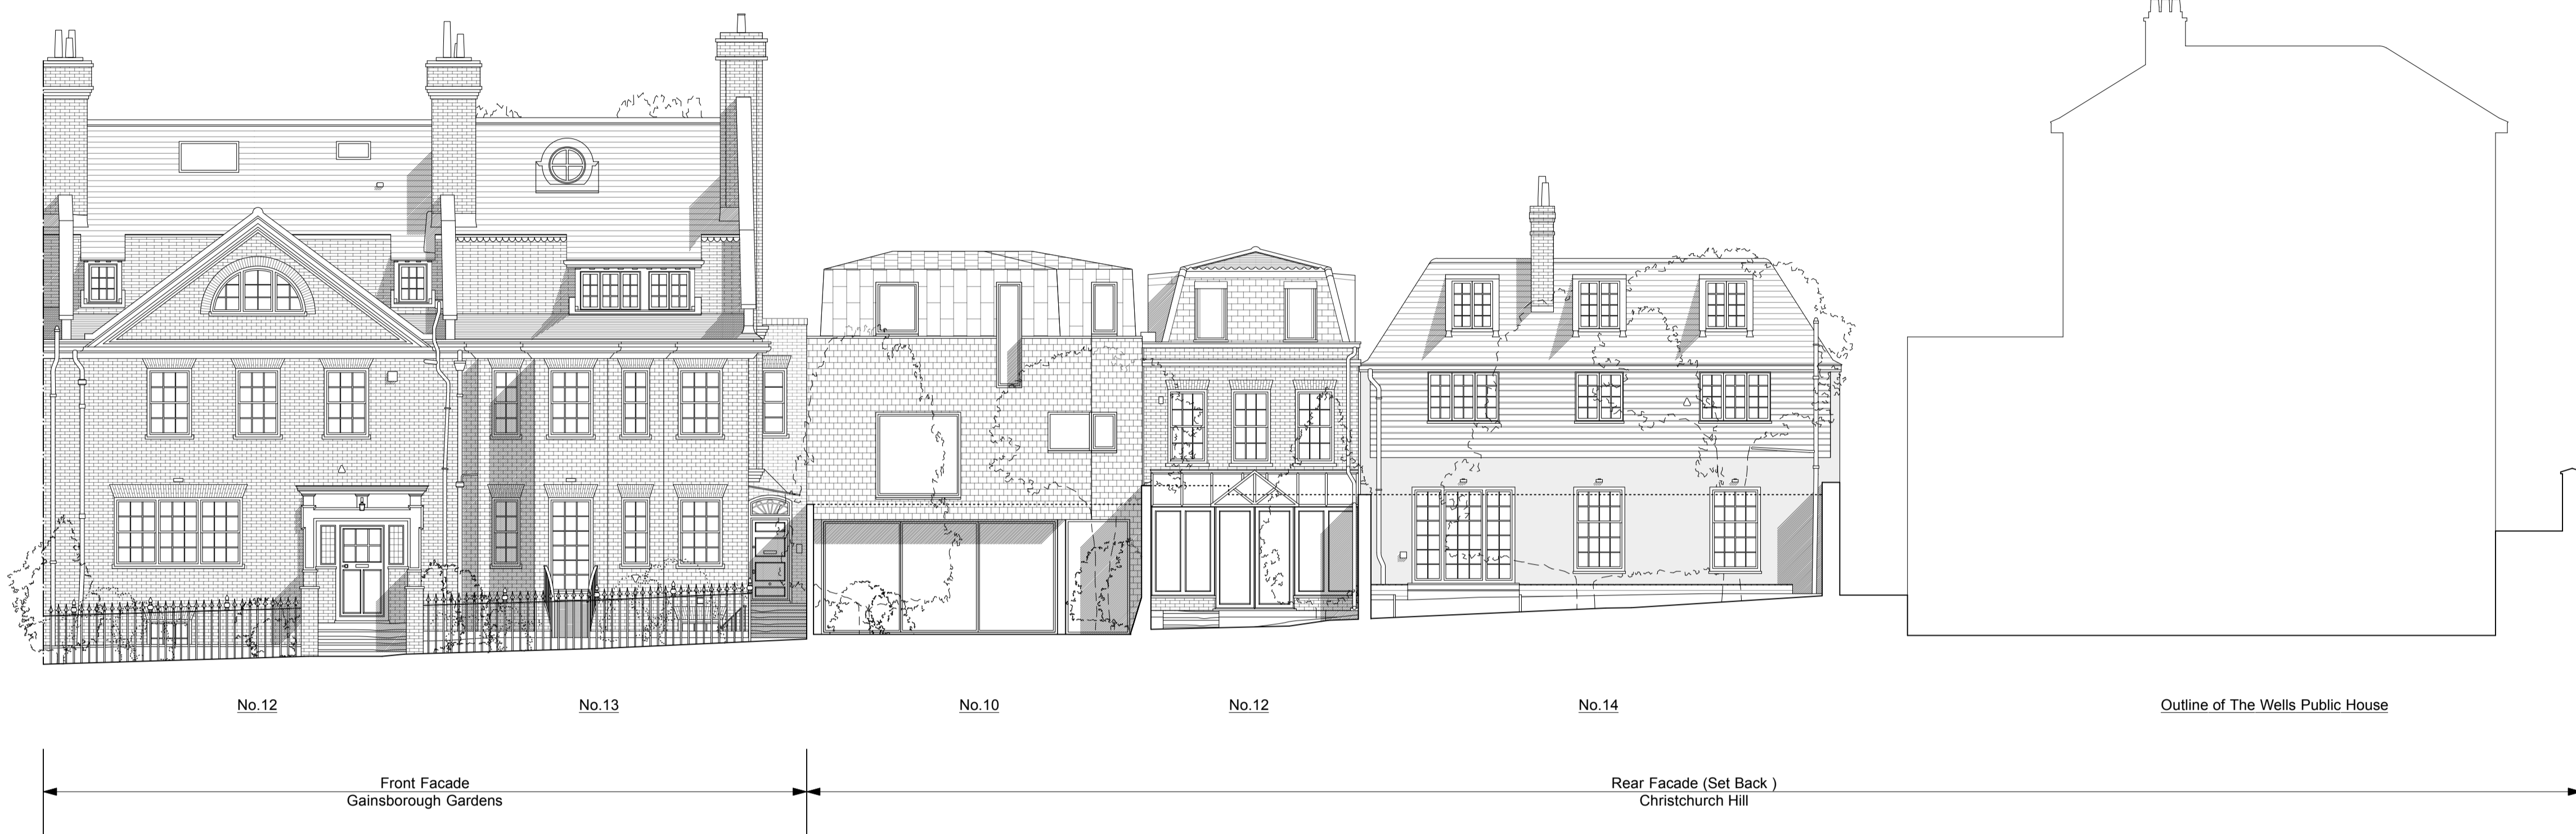 No.12
No.13
No.10
No.12
No.14
Outline of The Wells Public House
Front Facade
Gainsborough Gardens
Rear Facade (Set Back )
Christchurch Hill